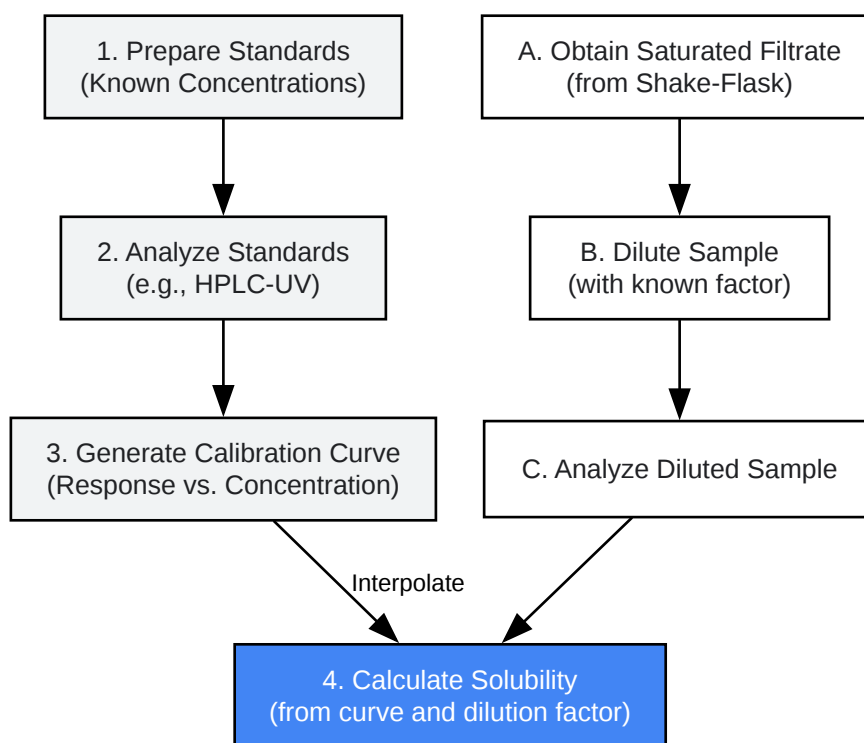 1. Prepare Standards
(Known Concentrations)
A. Obtain Saturated Filtrate
(from Shake-Flask)
2. Analyze Standards
(e.g., HPLC-UV)
B. Dilute Sample
(with known factor)
3. Generate Calibration Curve
(Response vs. Concentration)
C. Analyze Diluted Sample
Interpolate
4. Calculate Solubility
(from curve and dilution factor)